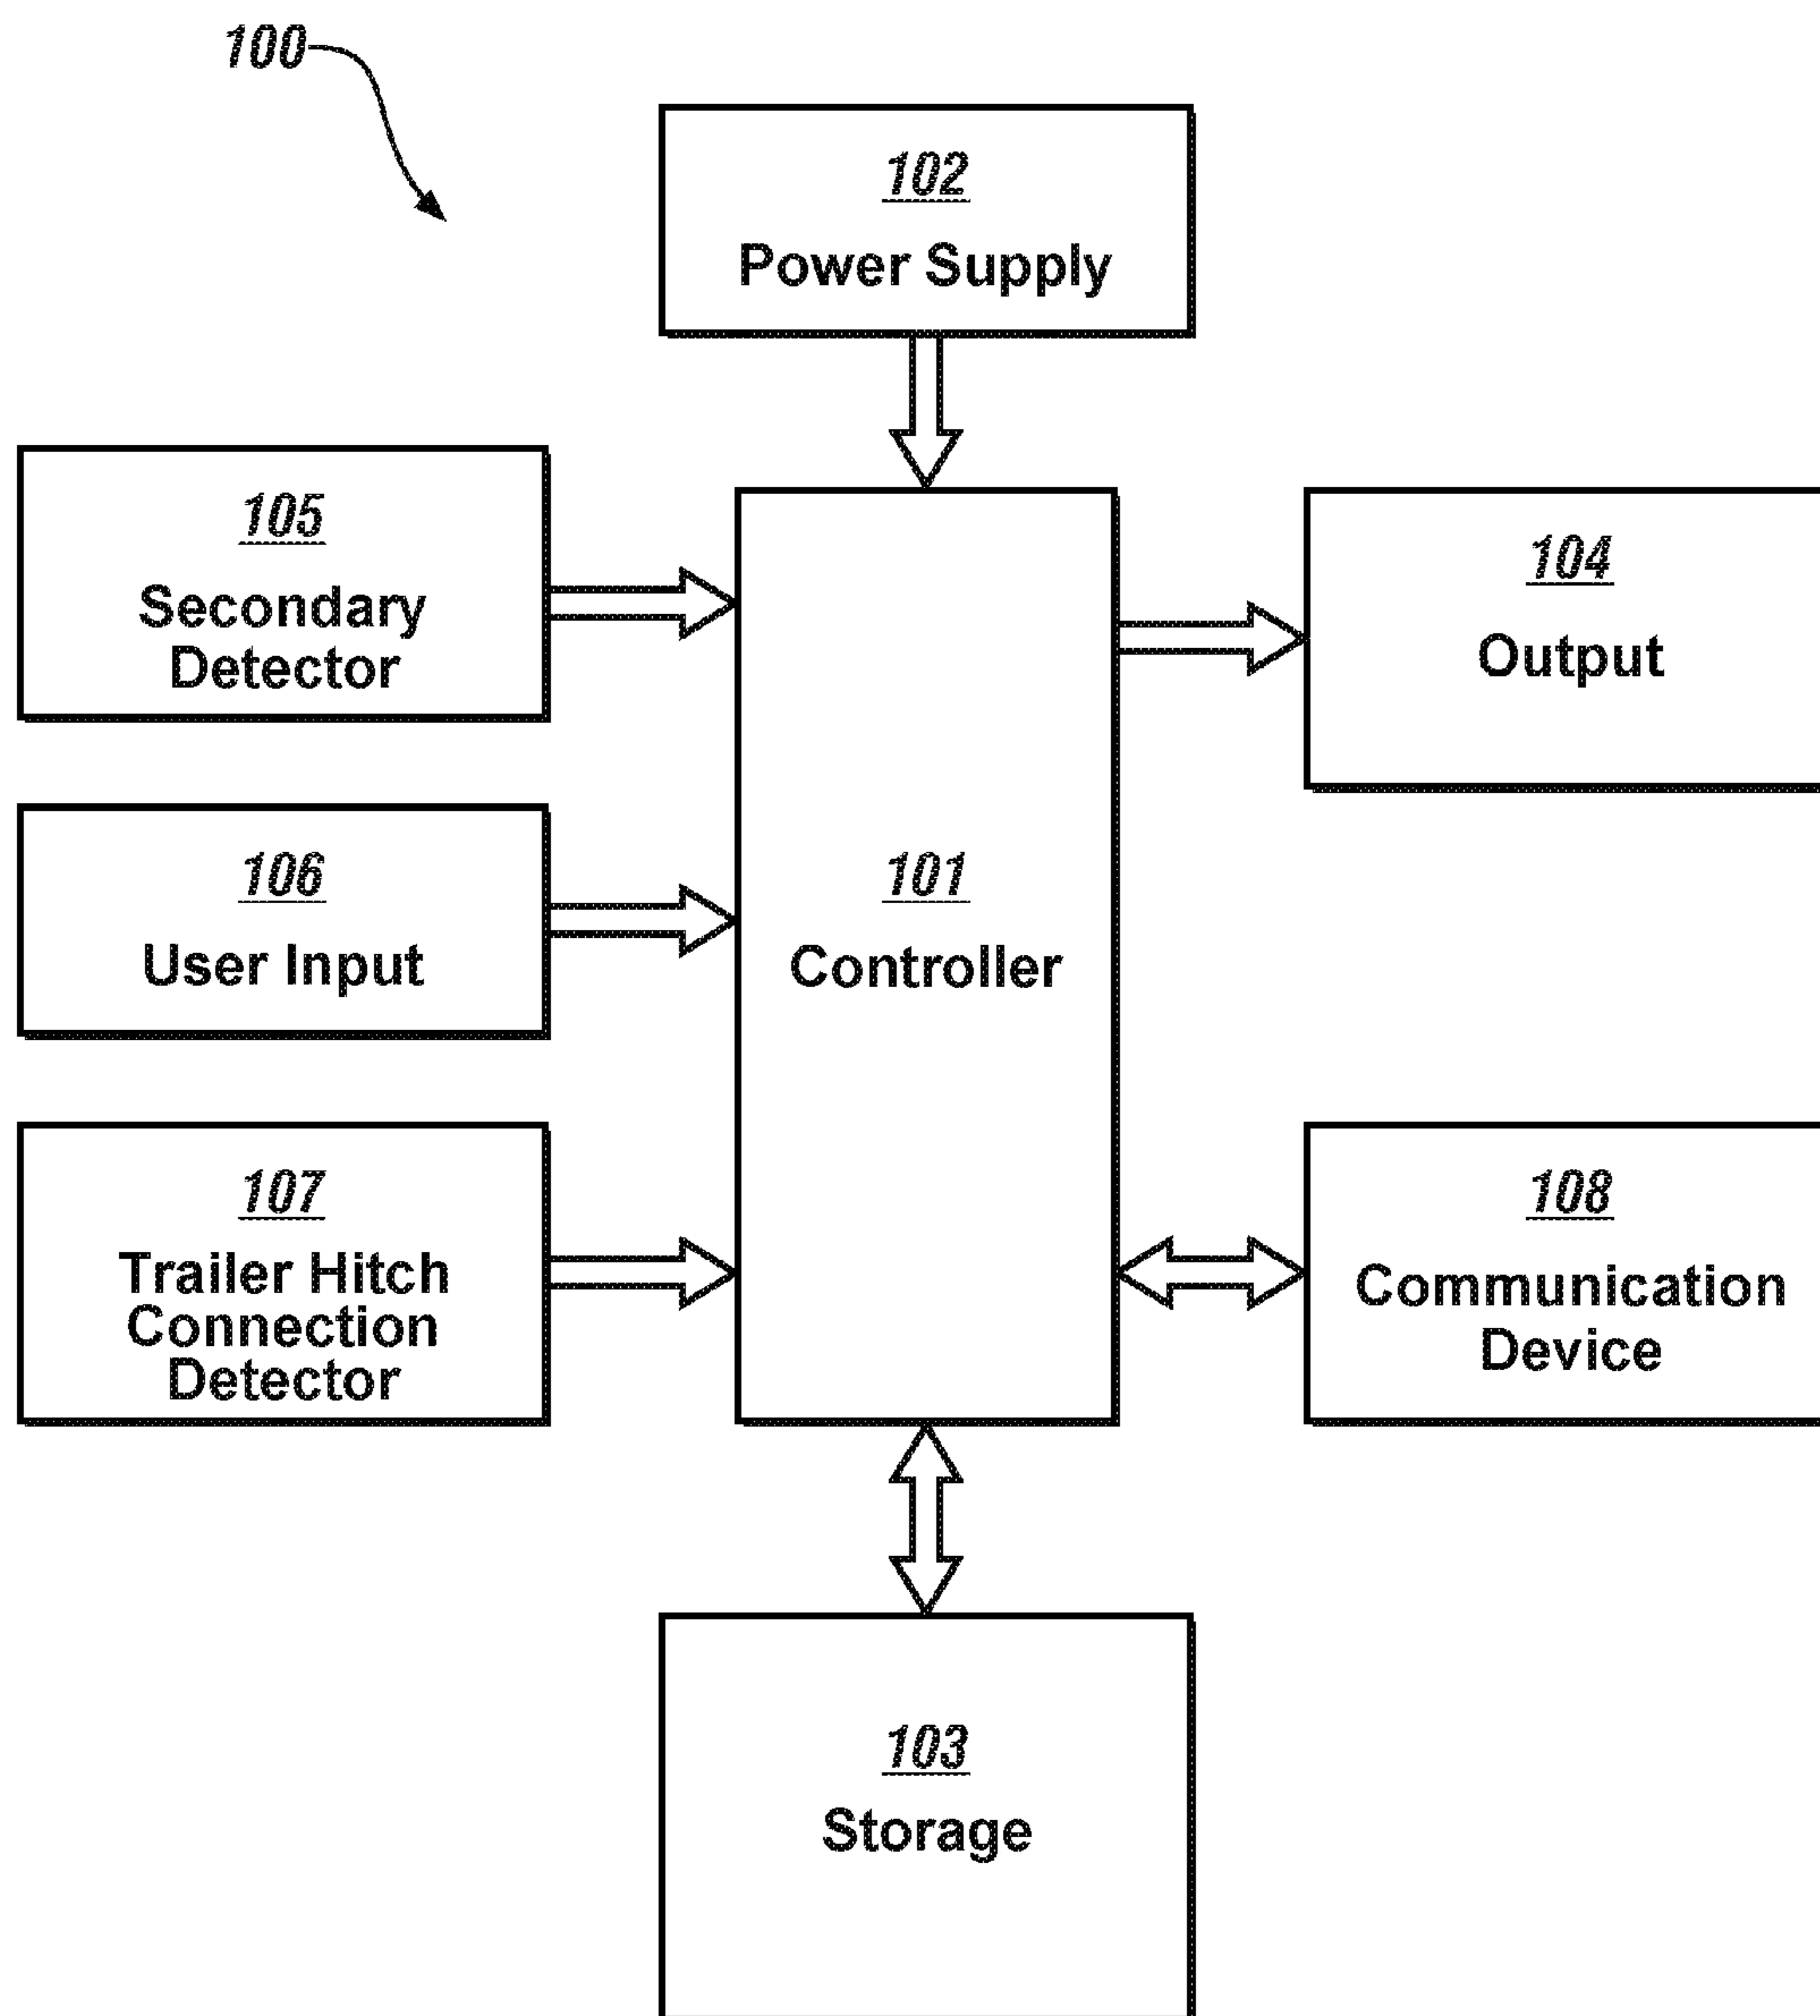 100
102
Power Supply
105
Secondary
Detector
104
Output
106
User Input
101
Controller
107
Trailer Hitch
Connection
Detector
108
Communication
Device
103
Storage